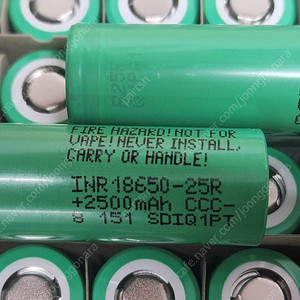 FIRE HAZARD! NOT FOR
VAPE! NEVER INSTALL,
CARRY OR HANDLE!
INR18650-25R
+2500mAh CCC-
8 151 SDIQ1PT